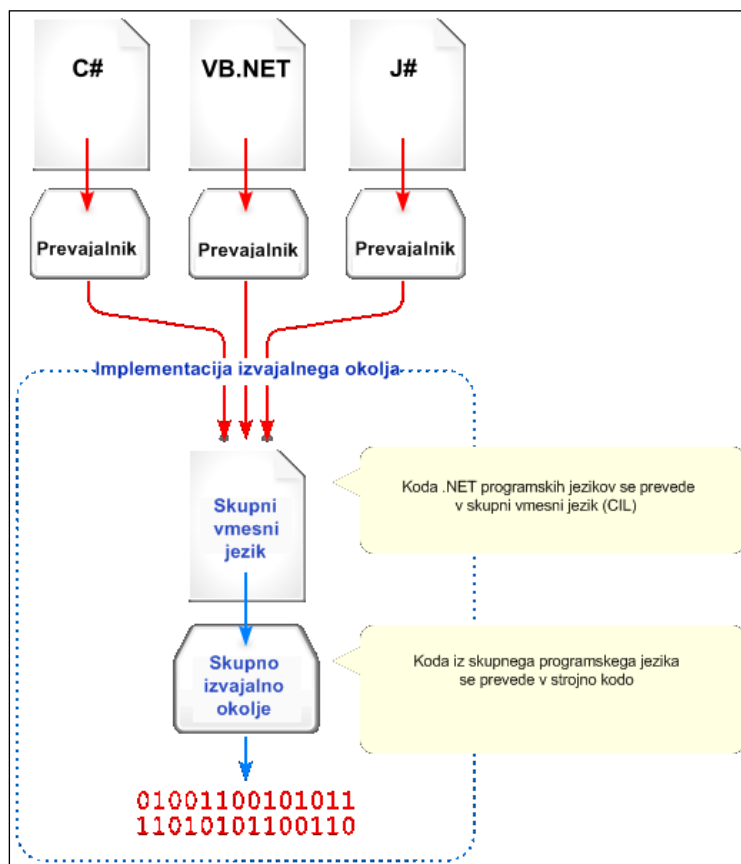 C#
VB.NET
J#
Prevajalnik
Prevajalnik
Prevajalnik
Implementacija izvajalnega okolja
Skupni
vmesni
jezik
Koda .NET programskih jezikov se prevede
v skupni vmesni jezik (CIL)
Skupno
izvajalno
okolje
Koda iz skupnega programskega jezika
se prevede v strojno kodo
01001100101011
11010101100110